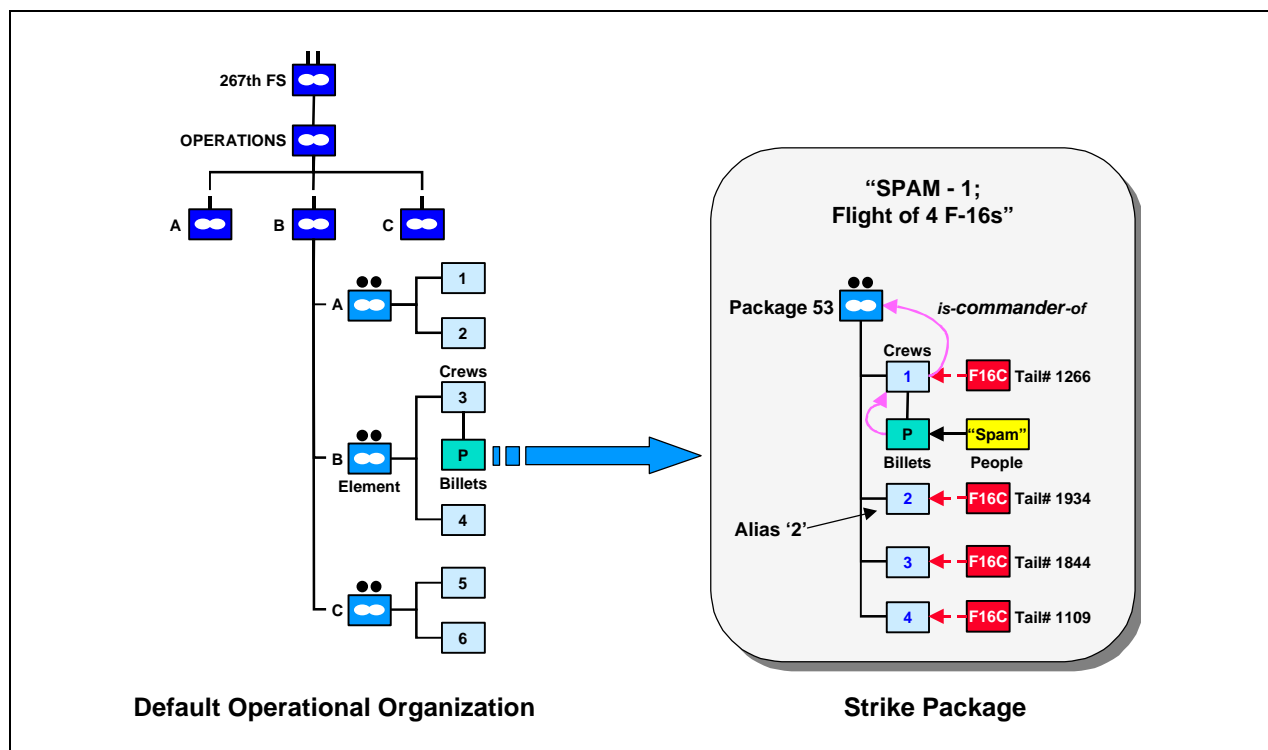 267th FS
OPERATIONS
A
B
C
A
1
2
Crews
3
B
P
Element
Billets
4
5
C
6
Default Operational Organization
“SPAM - 1;
Flight of 4 F-16s”
Package 53
is-commander-of
Crews
1
F16C
Tail# 1266
P
“Spam”
Billets
People
2
F16C
Tail# 1934
Alias ‘2’
3
F16C
Tail# 1844
4
F16C
Tail# 1109
Strike Package